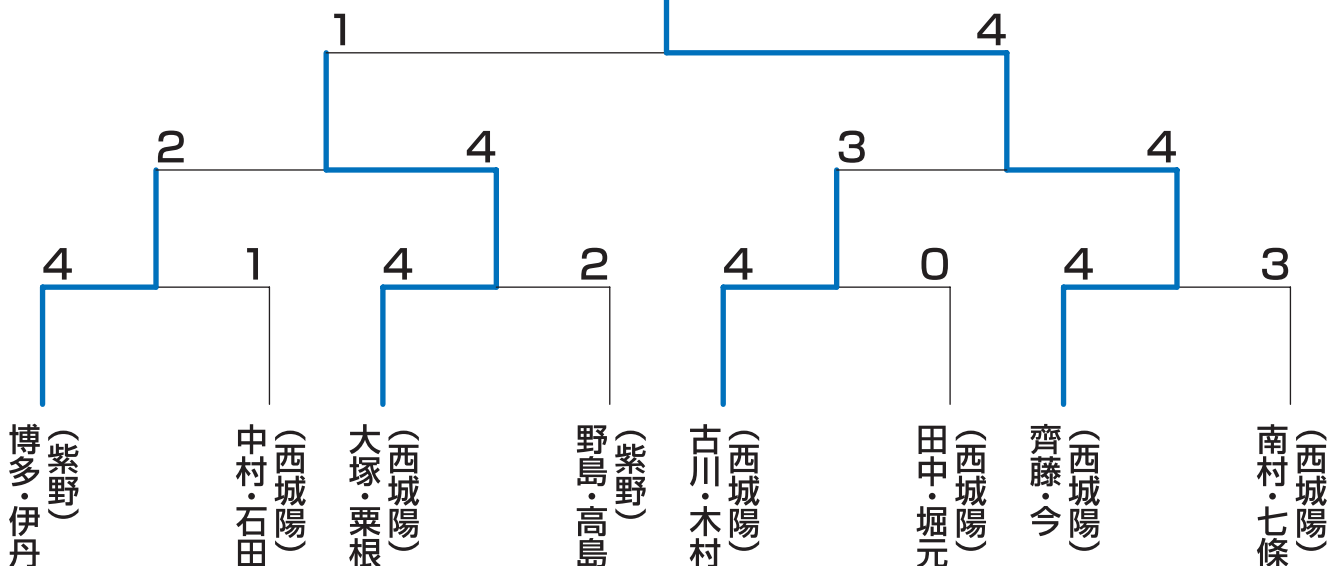 1 4
2 4 3 4
4 1 4 2 4 0 4 3
博多・伊丹
(紫野)
中村・石田
(西城陽)
大塚・粟根
(西城陽)
野島・高島
(紫野)
古川・木村
(西城陽)
田中・堀元
(西城陽)
齊藤・今
(西城陽)
南村・七條
(西城陽)